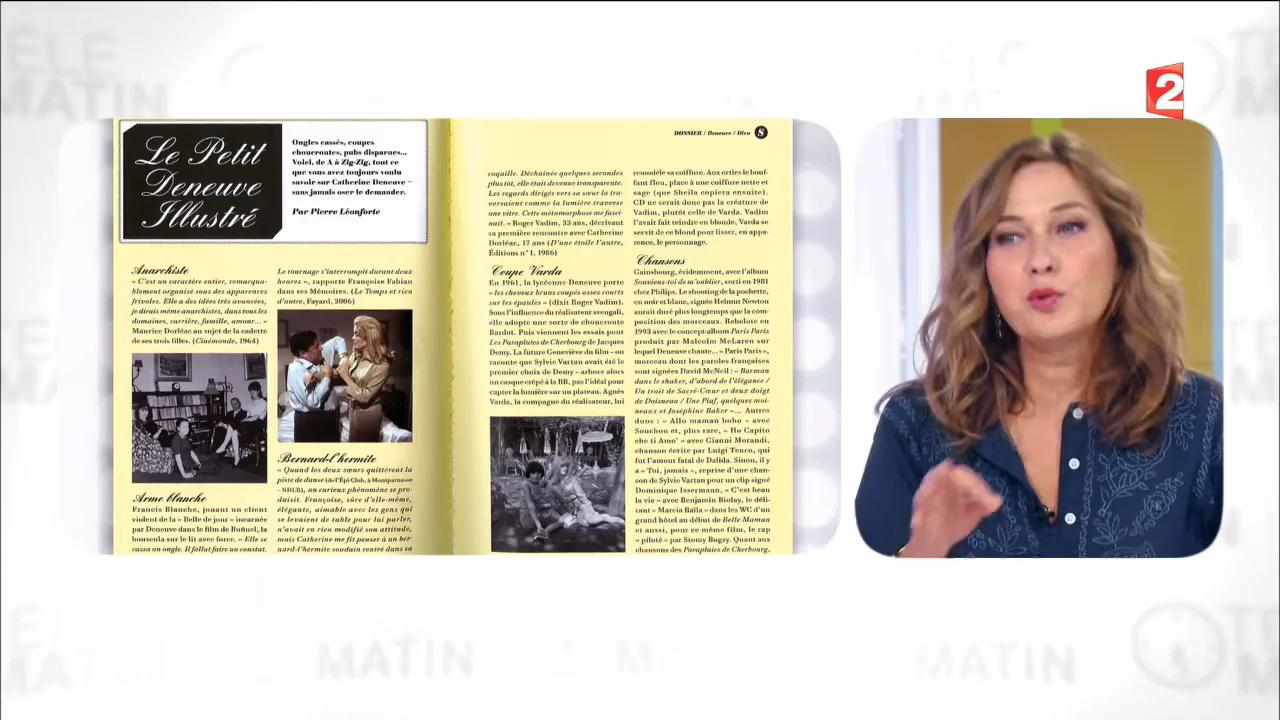 2
Le Petit
Deneuve
Illustré
Ongles cassés, coupes
choucroutes, pubs disparues...
Voici, de A à Zig-Zig, tout ce
que vous avez toujours voulu
savoir sur Catherine Deneuve –
sans jamais oser le demander.
Par Pierre Léonforte
Anarchiste
« C'est un caractère entier, remarqua-
blement organisé sous des apparences
frivoles. Elle a des idées très avancées,
je dirais même anarchistes, dans tous les
domaines, carrière, famille, amour... »
Maurice Dorléac au sujet de la cadette
de ses trois filles. (Cinémonde, 1964)
Arme blanche
Francis Blanche, jouant un client
violent de la « Belle de jour » incarnée
par Deneuve dans le film de Buñuel, la
bouscula sur le lit avec force. « Elle se
cassa un ongle. Il fallut faire un constat.
Le tournage s'interrompit durant deux
heures », rapporte Françoise Fabian
dans ses Mémoires. (Le Temps et rien
d'autre, Fayard, 2006)
Bernard-l'hermite
« Quand les deux sœurs quittèrent la
piste de danse (de l'Épi Club, à Montparnasse
– NDLR), un curieux phénomène se pro-
duisit. Françoise, sûre d'elle-même,
élégante, aimable avec les gens qui
se levaient de table pour lui parler,
n'avait en rien modifié son attitude,
mais Catherine me fit penser à un ber-
nard-l'hermite soudain rentré dans sa
DOSSIER / Deneuve / Dico S
coquille. Déchaînée quelques secondes
plus tôt, elle était devenue transparente.
Les regards dirigés vers sa sœur la tra-
versaient comme la lumière traverse
une vitre. Cette métamorphose me fasci-
nait. » Roger Vadim, 33 ans, décrivant
sa première rencontre avec Catherine
Dorléac, 17 ans (D'une étoile l'autre,
Éditions n°1, 1986)
Coupe Varda
En 1961, la lycéenne Deneuve porte
« les cheveux bruns coupés assez courts
sur les épaules » (dixit Roger Vadim).
Sous l'influence du réalisateur svengali,
elle adopte une sorte de choucroute
Bardot. Puis viennent les essais pour
Les Parapluies de Cherbourg de Jacques
Demy. La future Geneviève du film – on
raconte que Sylvie Vartan avait été le
premier choix de Demy – arbore alors
un casque crêpé à la BB, pas l'idéal pour
capter la lumière sur un plateau. Agnès
Varda, la compagne du réalisateur, lui
remodèle sa coiffure. Aux orties le bouf-
fant flou, place à une coiffure nette et
sage (que Sheila copiera ensuite).
CD ne serait donc pas la créature de
Vadim, plutôt celle de Varda. Vadim
l'avait fait teindre en blonde, Varda se
servit de ce blond pour lisser, en appa-
rence, le personnage.
Chansons
Gainsbourg, évidemment, avec l'album
Souviens-toi de m'oublier, sorti en 1981
chez Philips. Le shooting de la pochette,
en noir et blanc, signée Helmut Newton
aurait duré plus longtemps que la com-
position des morceaux. Rebelote en
1993 avec le concept-album Paris Paris
produit par Malcolm McLaren sur
lequel Deneuve chante... « Paris Paris »,
morceau dont les paroles françaises
sont signées David McNeil : « Barman
dans le shaker, d'abord de l'élégance /
Un trait de Sacré-Cœur et deux doigt
de Doisneau / Une Piaf, quelques moi-
neaux et Joséphine Baker »... Autres
duos : « Allo maman bobo » avec
Souchon et, plus rare, « Ho Capito
che ti Amo' » avec Gianni Morandi,
chanson écrite par Luigi Tenco, qui
fut l'amour fatal de Dalida. Sinon, il y
a « Toi, jamais », reprise d'une chan-
son de Sylvie Vartan pour un clip signé
Dominique Issermann, « C'est beau
la vie » avec Benjamin Biolay, le déli-
rant « Marcia Baïla » dans les WC d'un
grand hôtel au début de Belle Maman
et aussi, pour ce même film, le rap
« piloté » par Stomy Bugsy. Quant aux
chansons des Parapluies de Cherbourg,
MATIN
MATIN